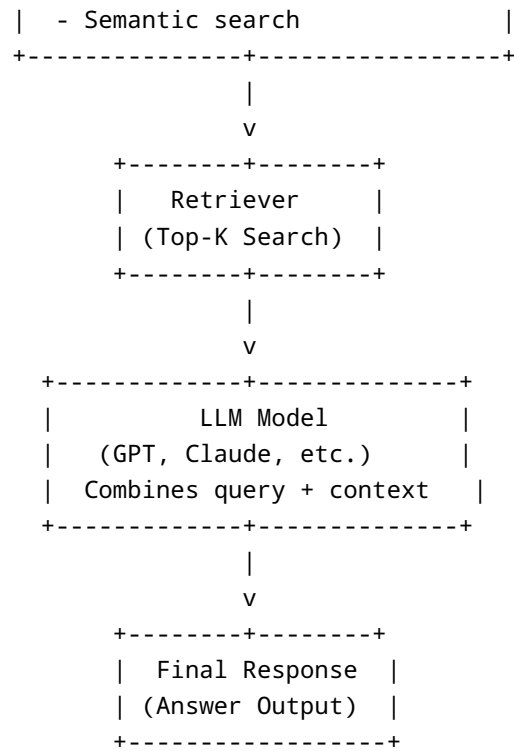 - Semantic search
Retriever
(Top-K Search)
LLM Model
(GPT, Claude, etc.)
Combines query + context
Final Response
(Answer Output)